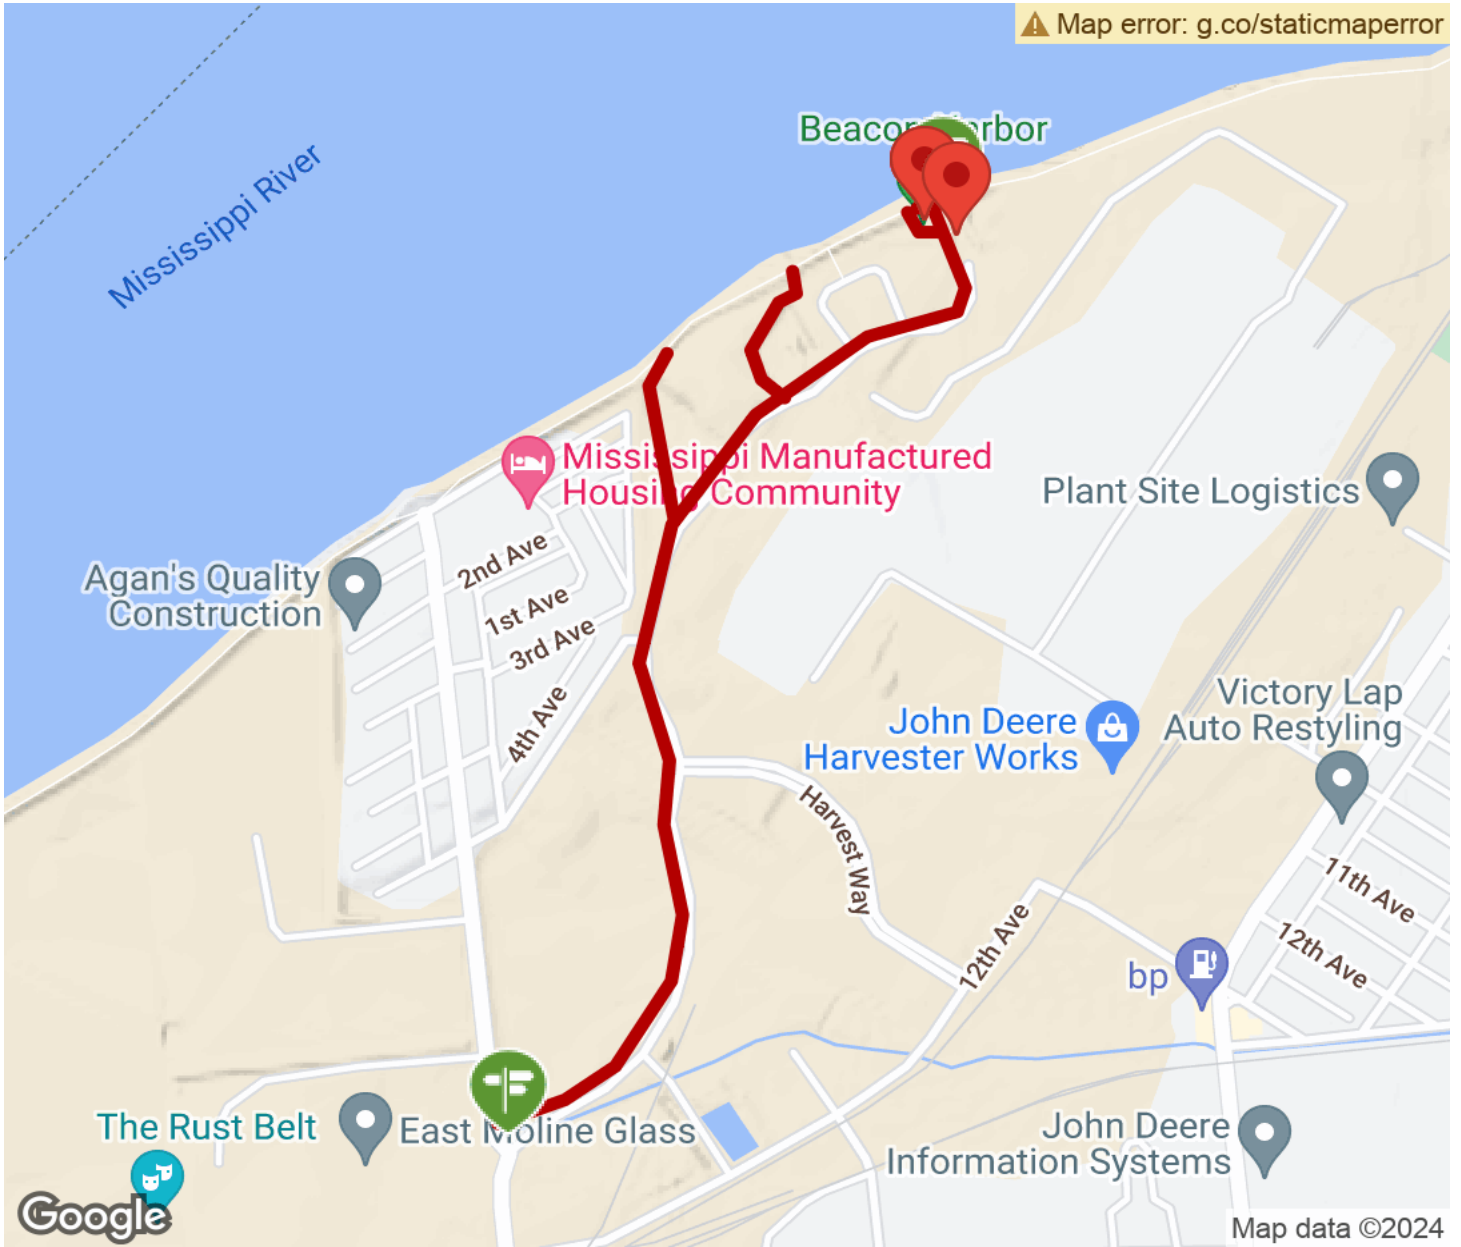 Map error: g.co/staticmaperror
Beacon Harbor
Mississippi River
Mississippi Manufactured
Housing Community
Plant Site Logistics
2nd Ave
Agan's Quality
Construction
1st Ave
3rd Ave
4th Ave
John Deere
Harvester Works
Victory Lap
Auto Restyling
Harvest Way
12th Ave
11th Ave
12th Ave
bp
The Rust Belt
East Moline Glass
John Deere
Information Systems
Google
Map data ©2024